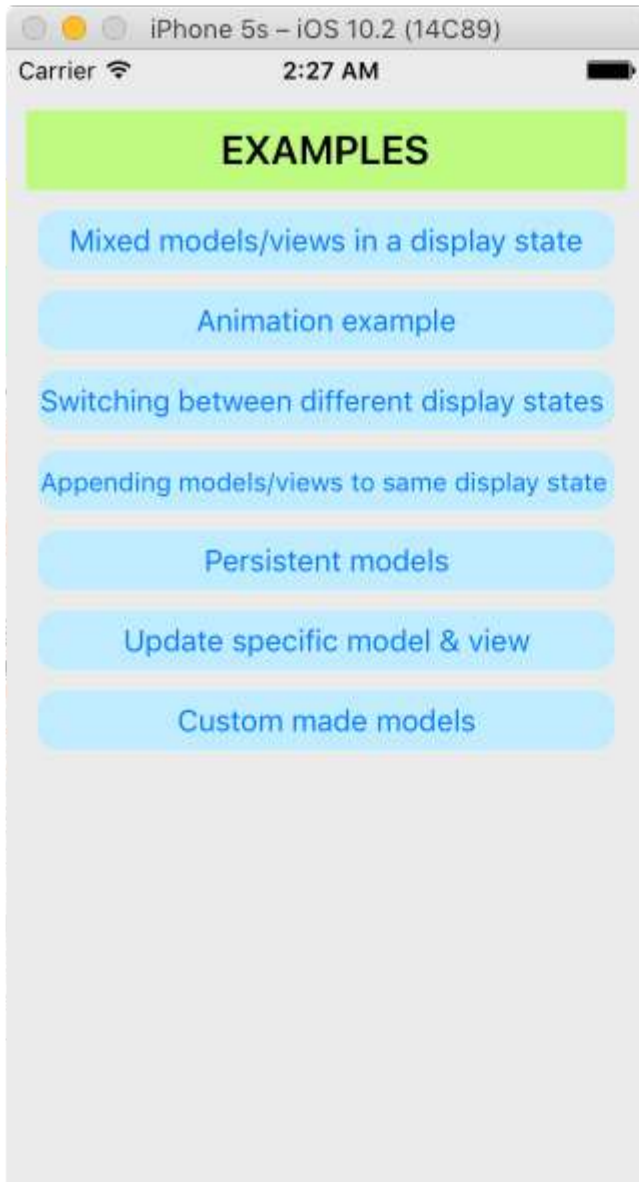 iPhone 5s – iOS 10.2 (14C89)
Carrier 2:27 AM
EXAMPLES
Mixed models/views in a display state
Animation example
Switching between different display states
Appending models/views to same display state
Persistent models
Update specific model & view
Custom made models